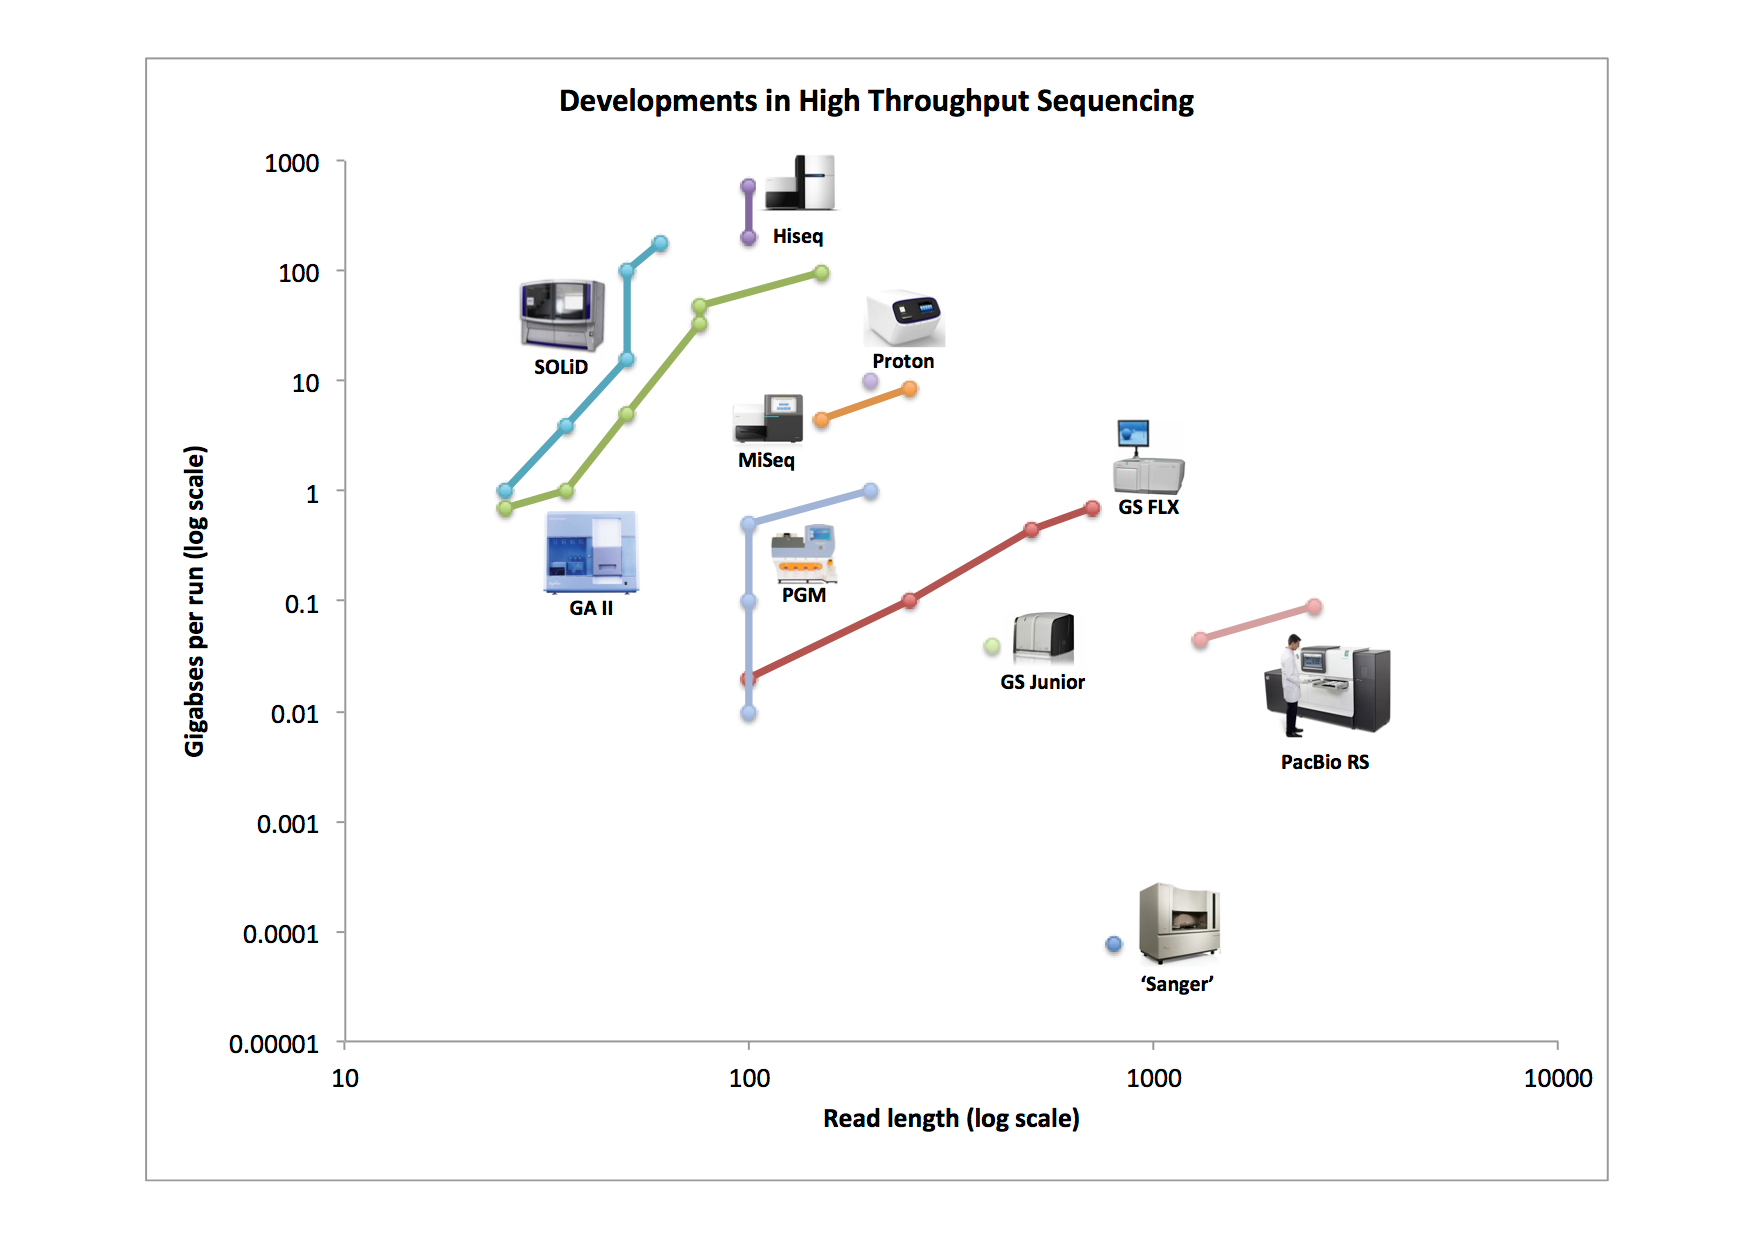 Developments in High Throughput Sequencing
1000
100
10
1
0.1
0.01
0.001
0.0001
0.00001
Gigabses per run (log scale)
Hiseq
SOLiD
Proton
MiSeq
GS FLX
PGM
GA II
GS Junior
PacBio RS
‘Sanger’
10 100 1000 10000
Read length (log scale)